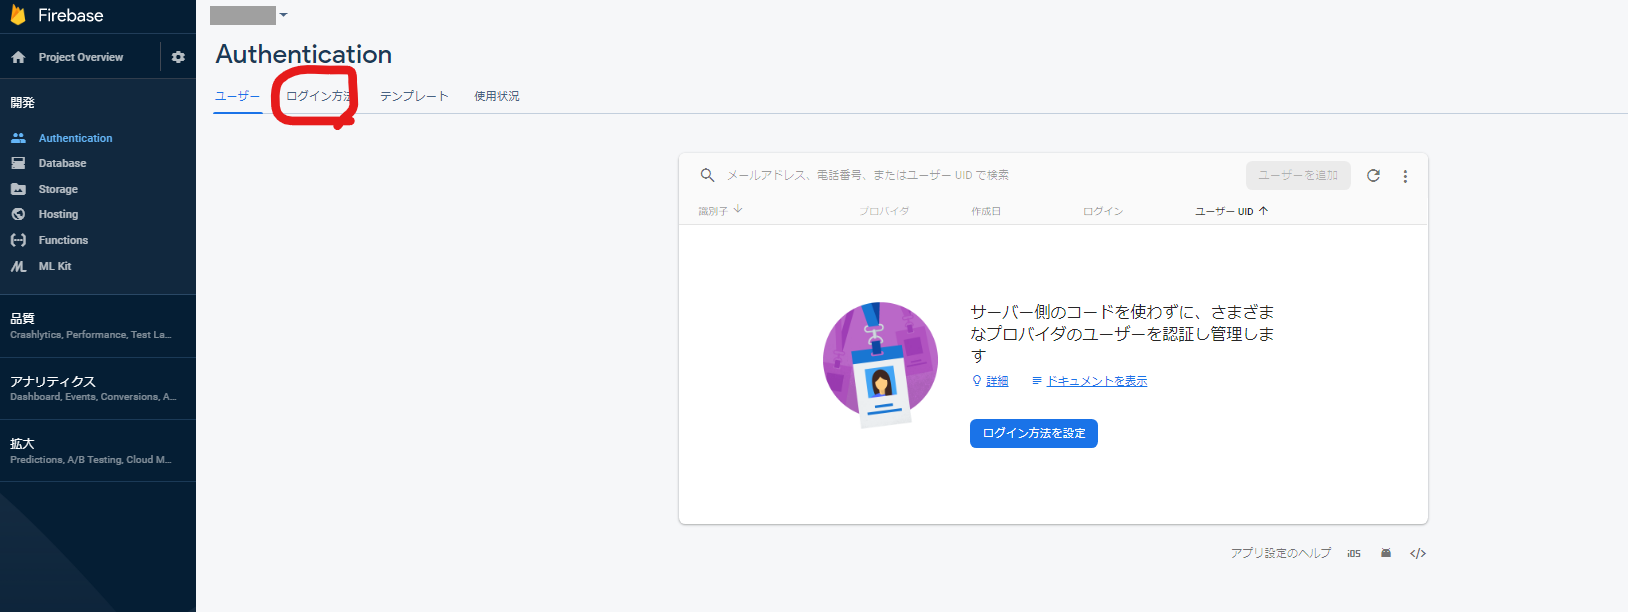 Firebase
Project Overview
開発
Authentication
Database
Storage
Hosting
Functions
ML Kit
品質
Crashlytics, Performance, Test La...
アナリティクス
Dashboard, Events, Conversions, A...
拡大
Predictions, A/B Testing, Cloud M...
Authentication
ユーザー ログイン方法 テンプレート 使用状況
メールアドレス、電話番号、またはユーザー UID で検索 ユーザーを追加
識別子 プロバイダ 作成日 ログイン ユーザー UID
サーバー側のコードを使わずに、さまざま
なプロバイダのユーザーを認証し管理しま
す
詳細 ドキュメントを表示
ログイン方法を設定
アプリ設定のヘルプ iOS </>